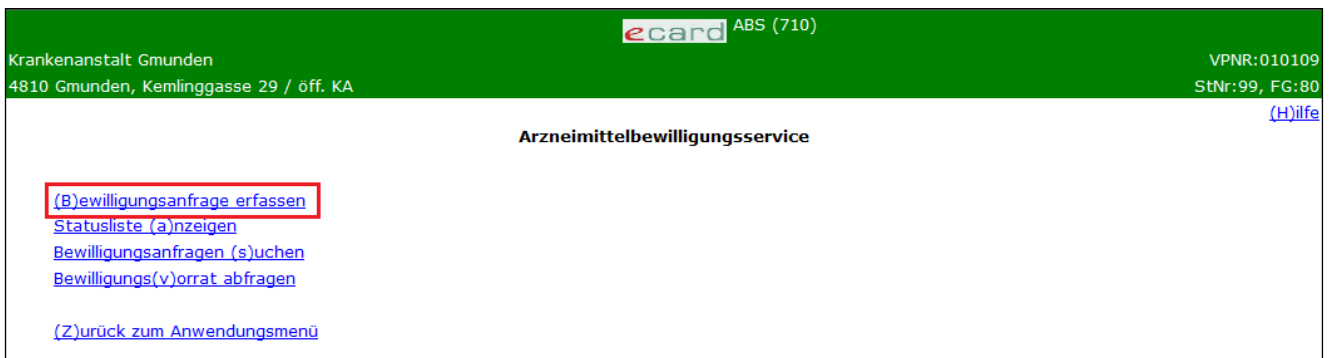 ecard ABS (710)
Krankenanstalt Gmunden VPNR:010109
4810 Gmunden, Kemlinggasse 29 / öff. KA StNr:99, FG:80
(H)ilfe
Arzneimittelbewilligungsservice
(B)ewilligungsanfrage erfassen
Statusliste (a)nzeigen
Bewilligungsanfragen (s)uchen
Bewilligungs(v)orrat abfragen
(Z)urück zum Anwendungsmenü